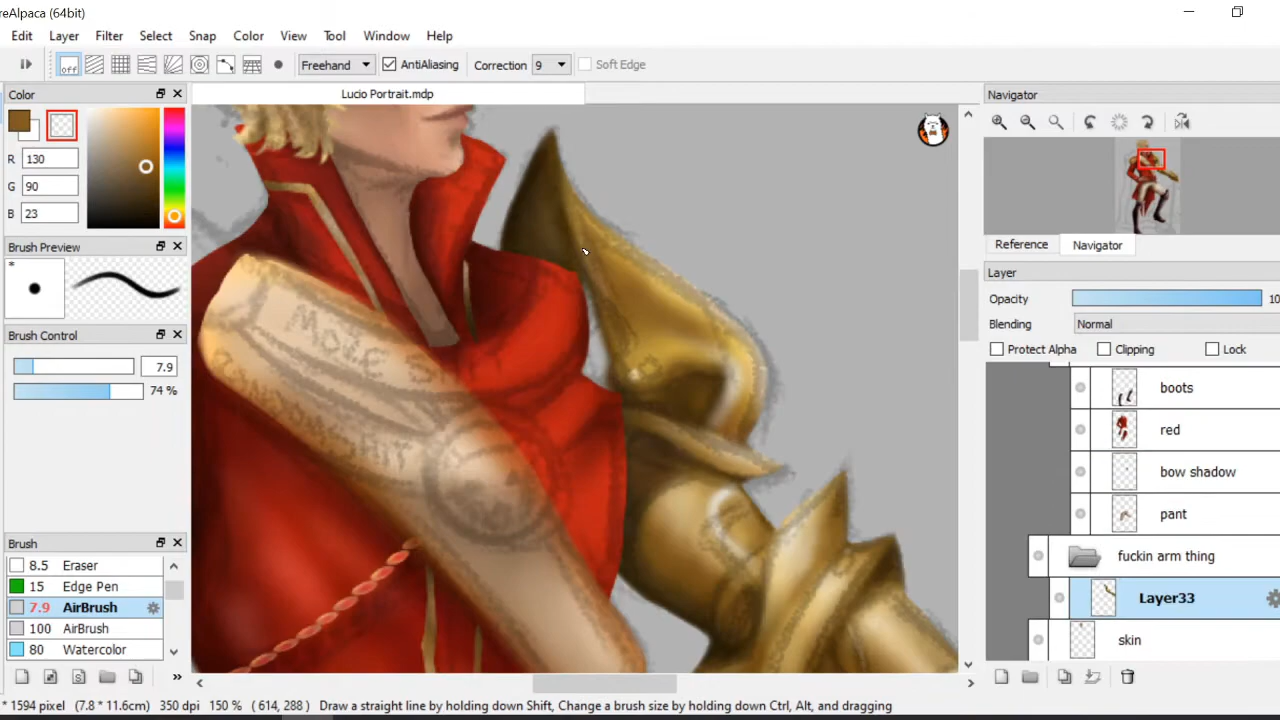 reAlpaca (64bit)
Edit Layer Filter Select Snap Color View Tool Window Help
off Freehand AntiAliasing Correction 9 Soft Edge
Color
Lucio Portrait.mdp
Navigator
R 130
G 90
B 23
Brush Preview
*
Reference Navigator
Layer
Opacity 10
Blending Normal
Protect Alpha Clipping Lock
Brush Control
7.9
74 %
boots
red
bow shadow
pant
fuckin arm thing
Layer33
skin
Brush
8.5 Eraser
15 Edge Pen
7.9 AirBrush
100 AirBrush
80 Watercolor
* 1594 pixel (7.8 * 11.6cm) 350 dpi 150 % ( 614, 288 ) Draw a straight line by holding down Shift, Change a brush size by holding down Ctrl, Alt, and dragging